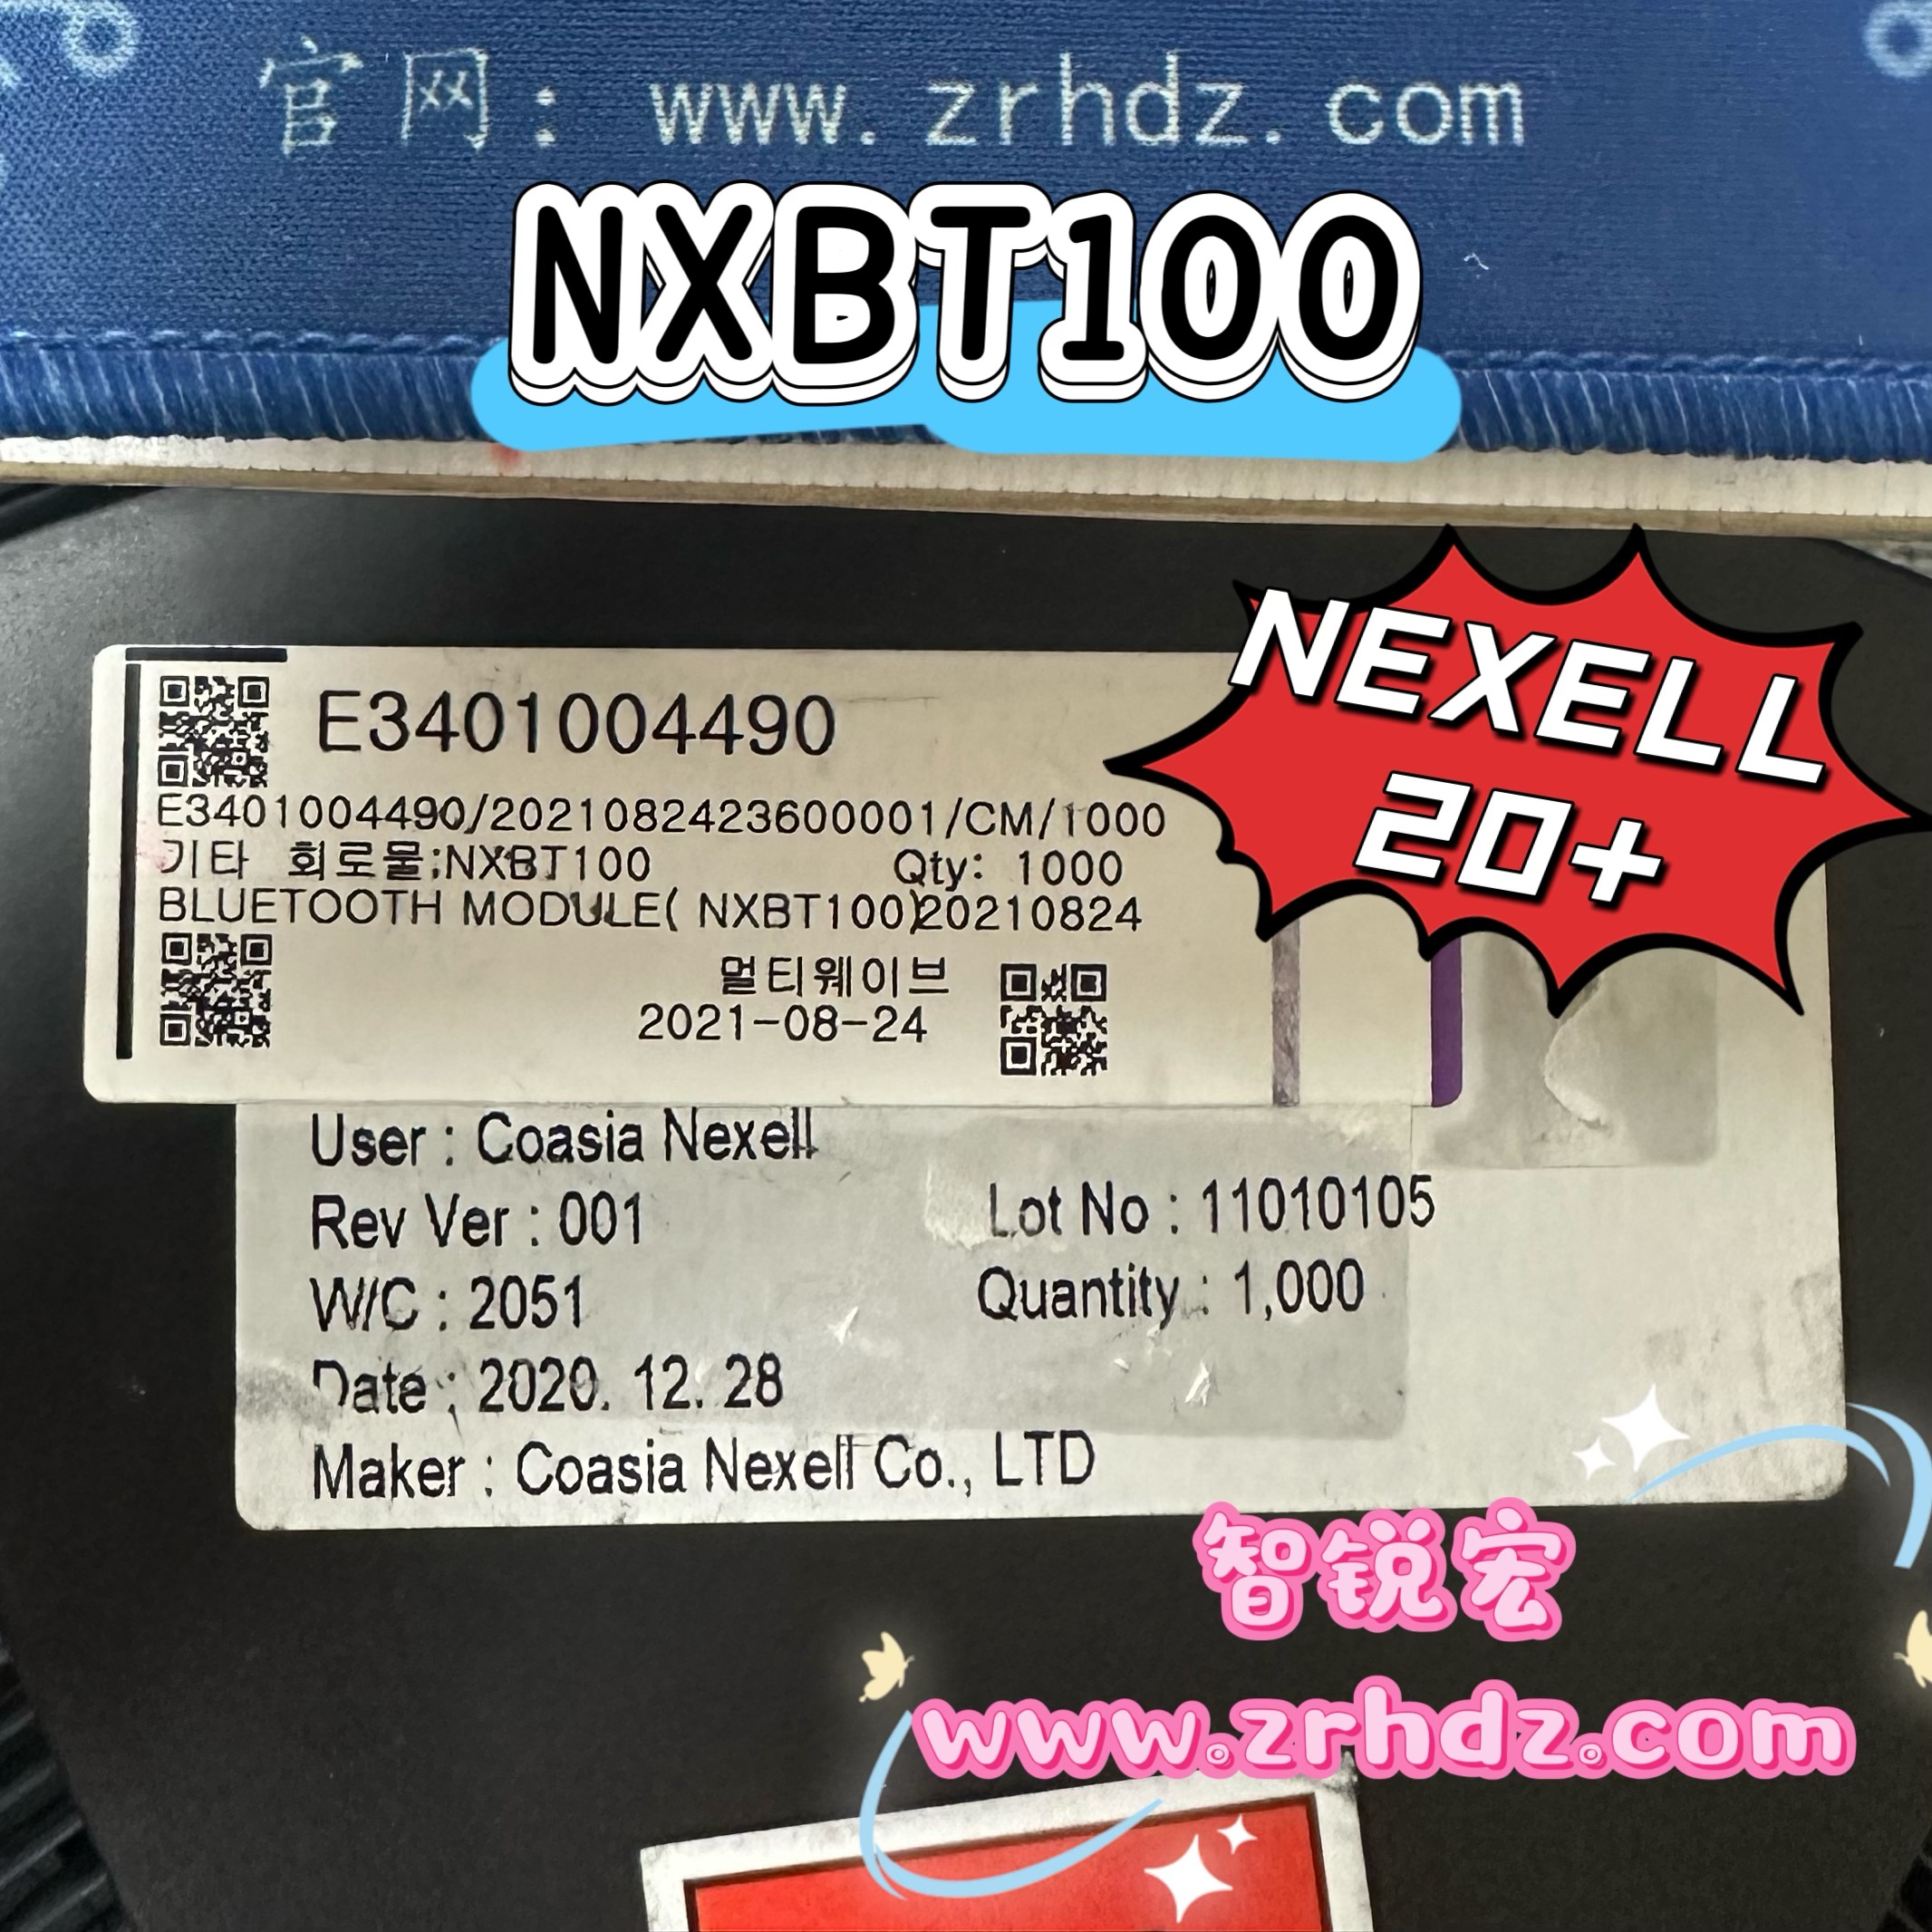 官网: www.zrhdz.com
NXBT100
NEXELL
20+
E3401004490
E3401004490/2021082423600001/CM/1000
기타 회로물;NXBT100 Qty: 1000
BLUETOOTH MODULE( NXBT100)20210824
멀티웨이브
2021-08-24
User : Coasia Nexell
Rev Ver : 001 Lot No : 11010105
W/C : 2051 Quantity : 1,000
Date : 2020. 12. 28
Maker : Coasia Nexell Co., LTD
智锐宏
www.zrhdz.com